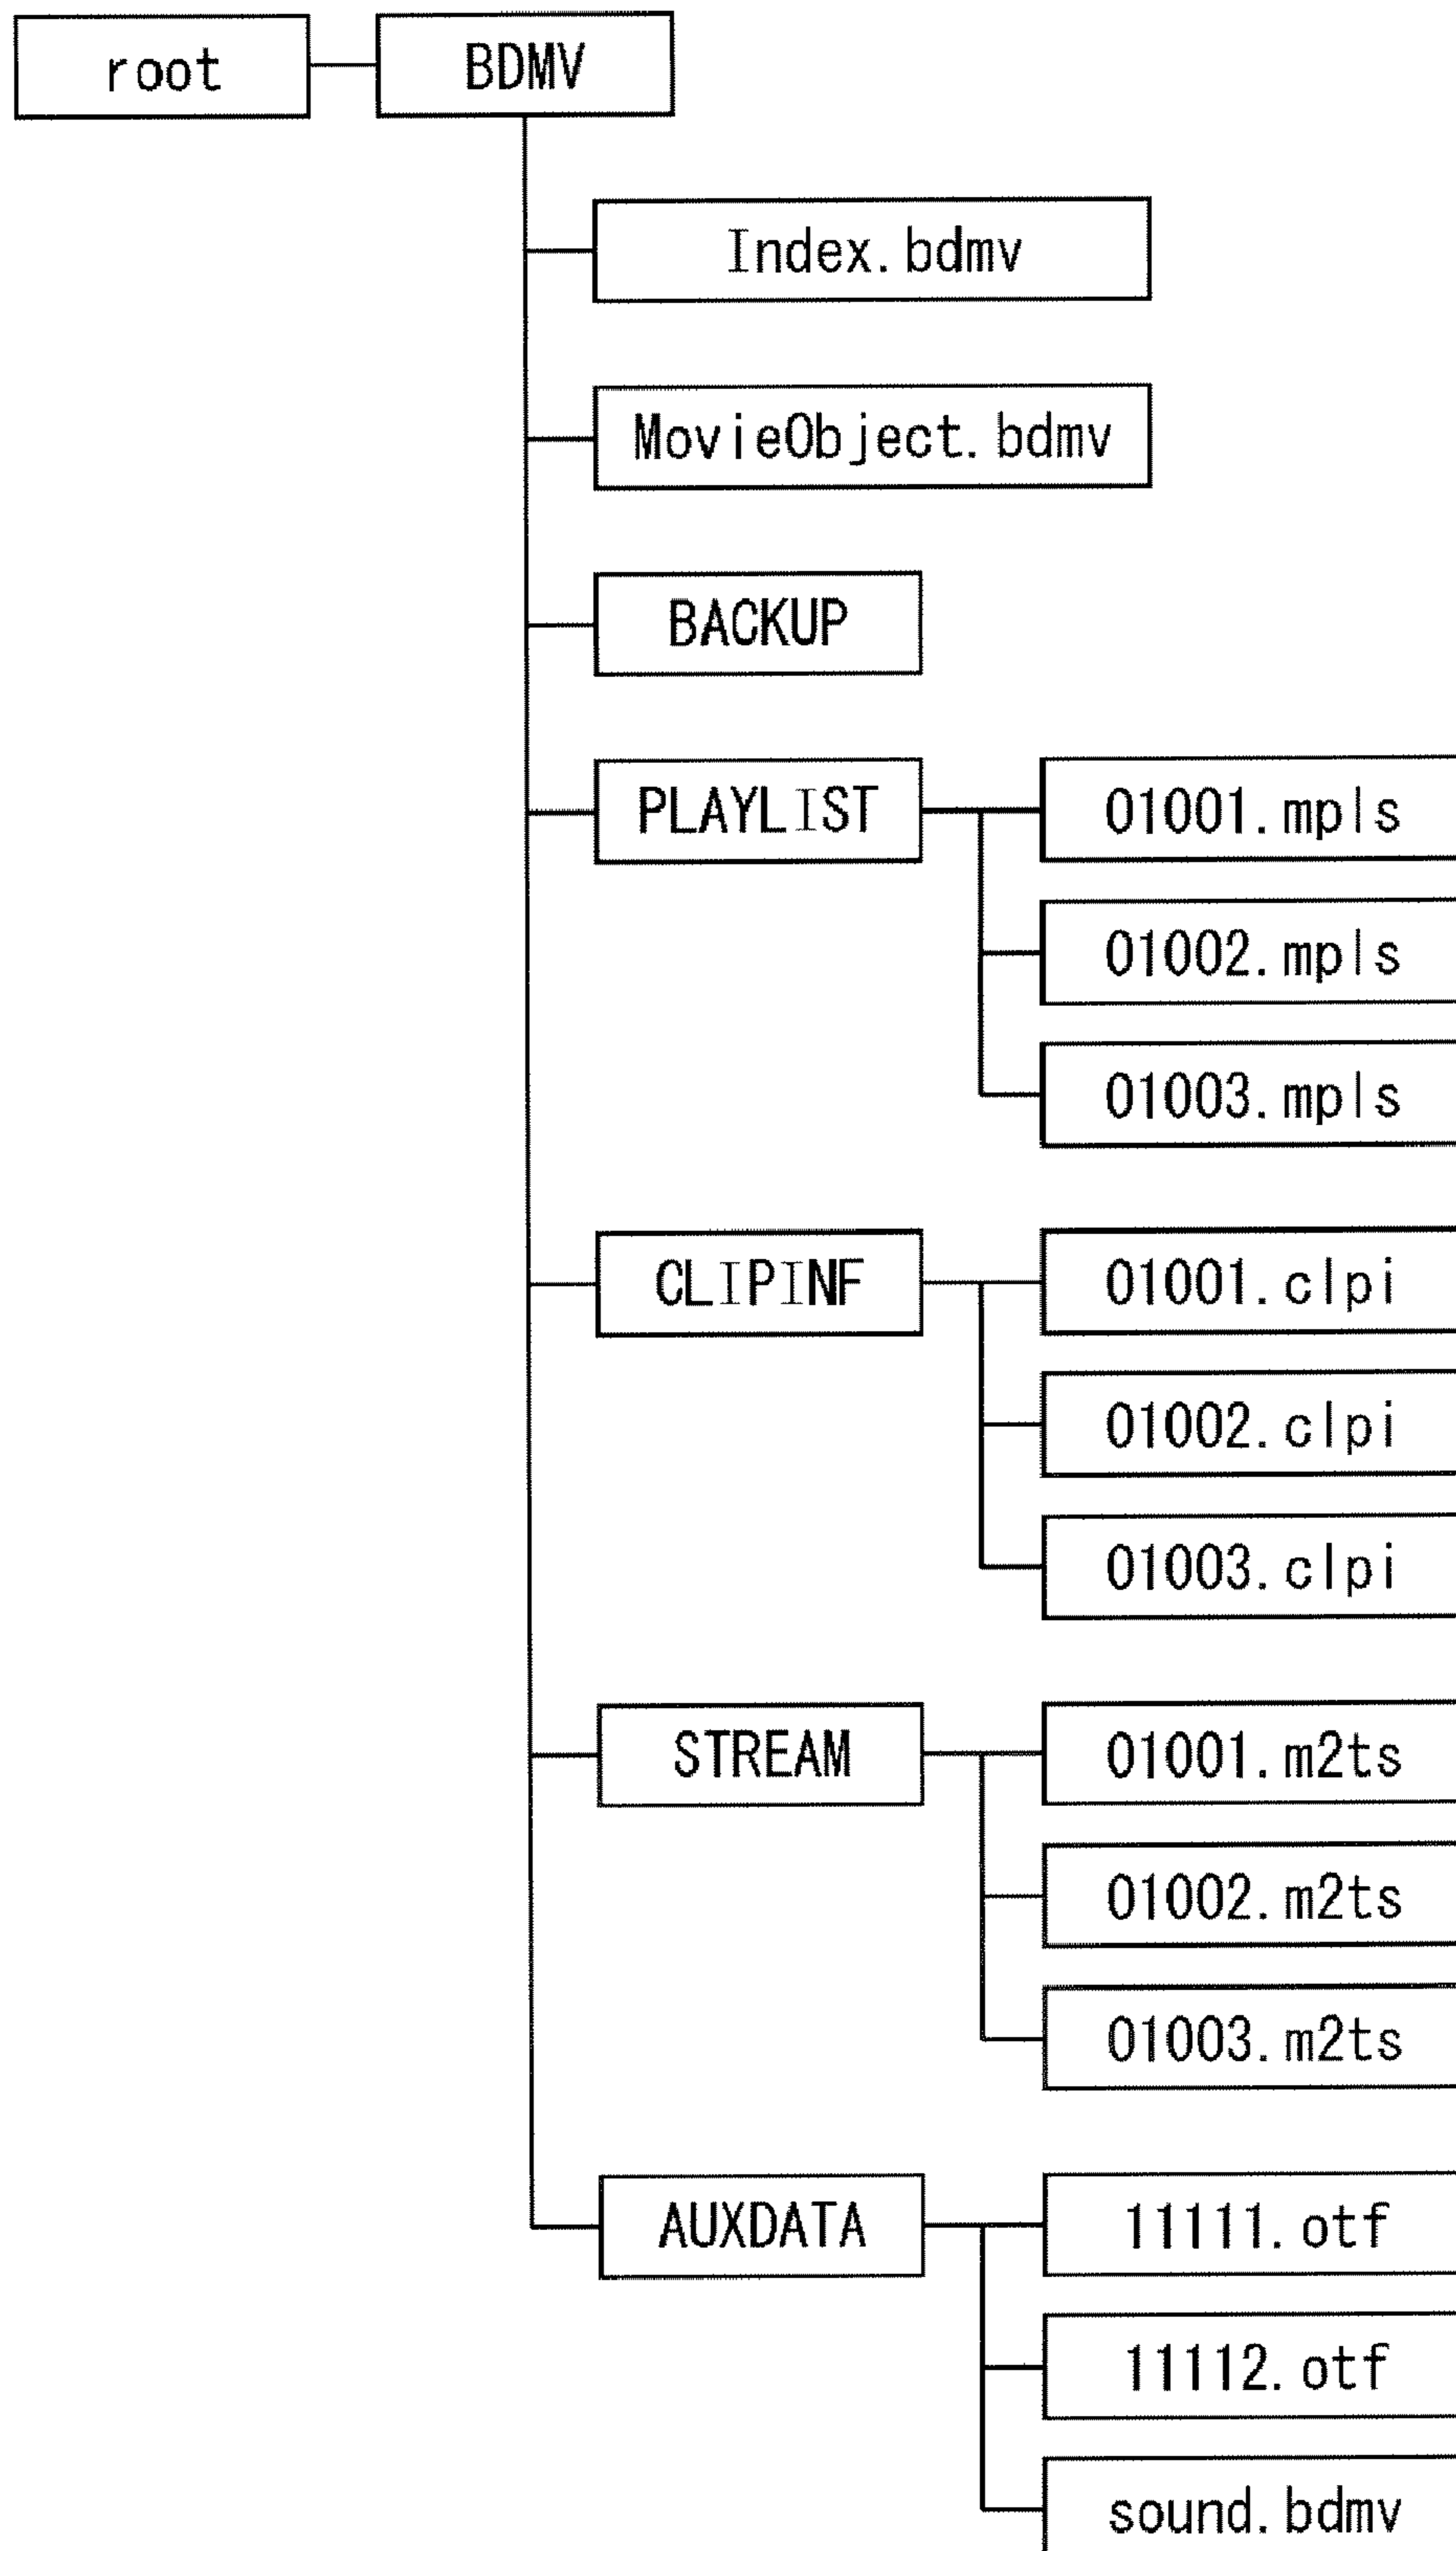 root
BDMV
Index.bdmv
MovieObject.bdmv
BACKUP
PLAYLIST
01001.mpls
01002.mpls
01003.mpls
CLIPINF
01001.clpi
01002.clpi
01003.clpi
STREAM
01001.m2ts
01002.m2ts
01003.m2ts
AUXDATA
11111.otf
11112.otf
sound.bdmv